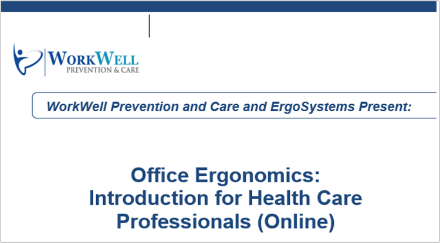 WORKWELL
PREVENTION & CARE
WorkWell Prevention and Care and ErgoSystems Present:
Office Ergonomics:
Introduction for Health Care
Professionals (Online)